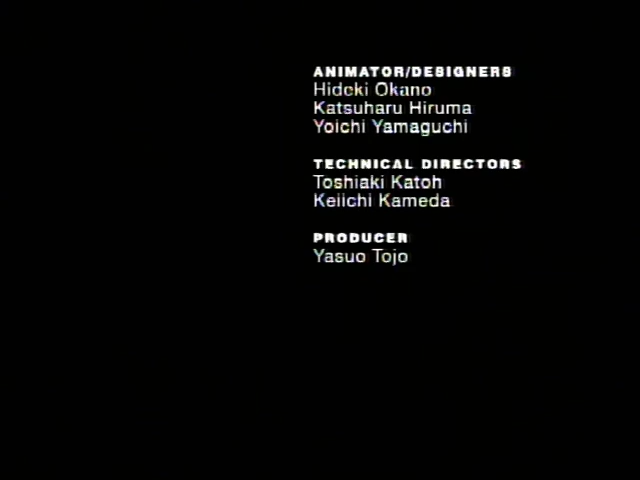 ANIMATOR/DESIGNERS
Hideki Okano
Katsuharu Hiruma
Yoichi Yamaguchi
TECHNICAL DIRECTORS
Toshiaki Katoh
Keiichi Kameda
PRODUCER
Yasuo Tojo